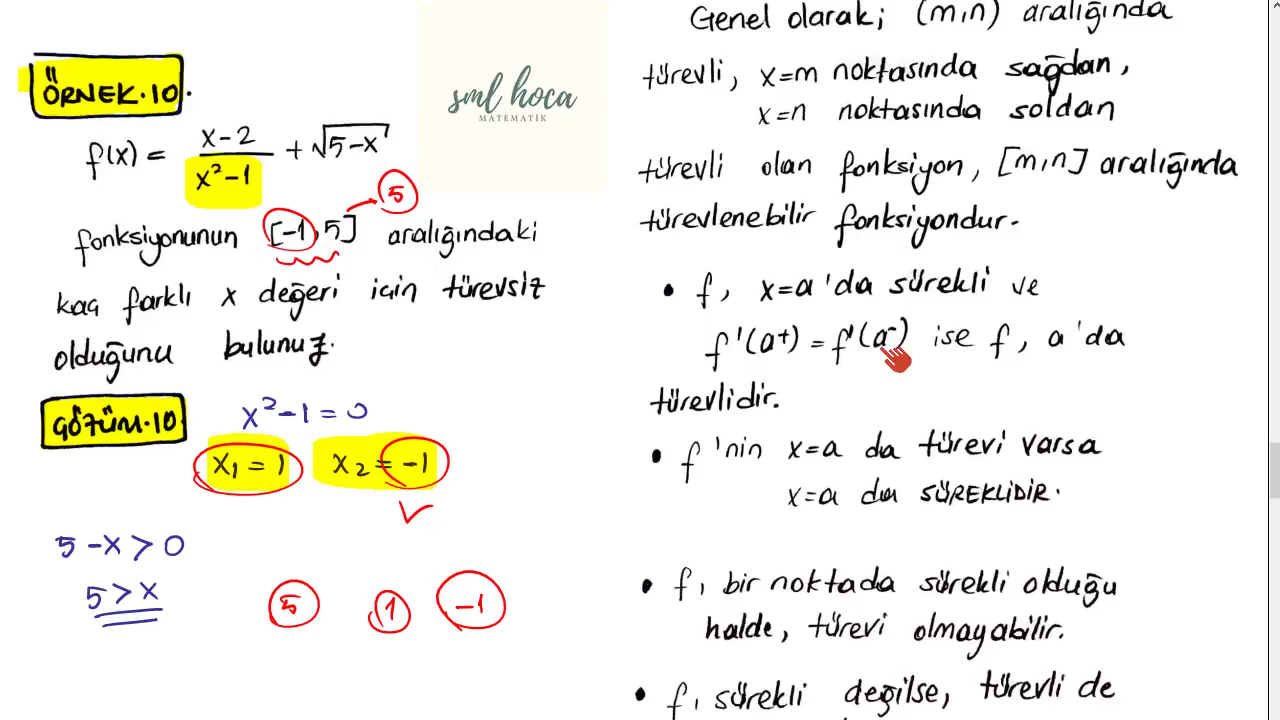 ÖRNEK.10.
f(x) = x-2 / x²-1 + √5-x
fonksiyonunun [-1,5] aralığındaki
5
kaç farklı x değeri için türevsiz
olduğunu bulunuz.
ÇÖZÜM.10.
x²-1=0
x₁ = 1 x₂ = -1
5-x > 0
5 > x
5 1 -1
sml hoca
MATEMATİK
Genel olarak; (m,n) aralığında
türevli, x=m noktasında sağdan,
x=n noktasında soldan
türevli olan fonksiyon, [m,n] aralığında
türevlenebilir fonksiyondur.
• f, x=a'da sürekli ve
f'(a⁺) = f'(a⁻) ise f, a'da
türevlidir.
• f'nin x=a da türevi varsa
x=a da SÜREKLİDİR.
• f, bir noktada sürekli olduğu
halde, türevi olmayabilir.
• f, sürekli değilse, türevli de